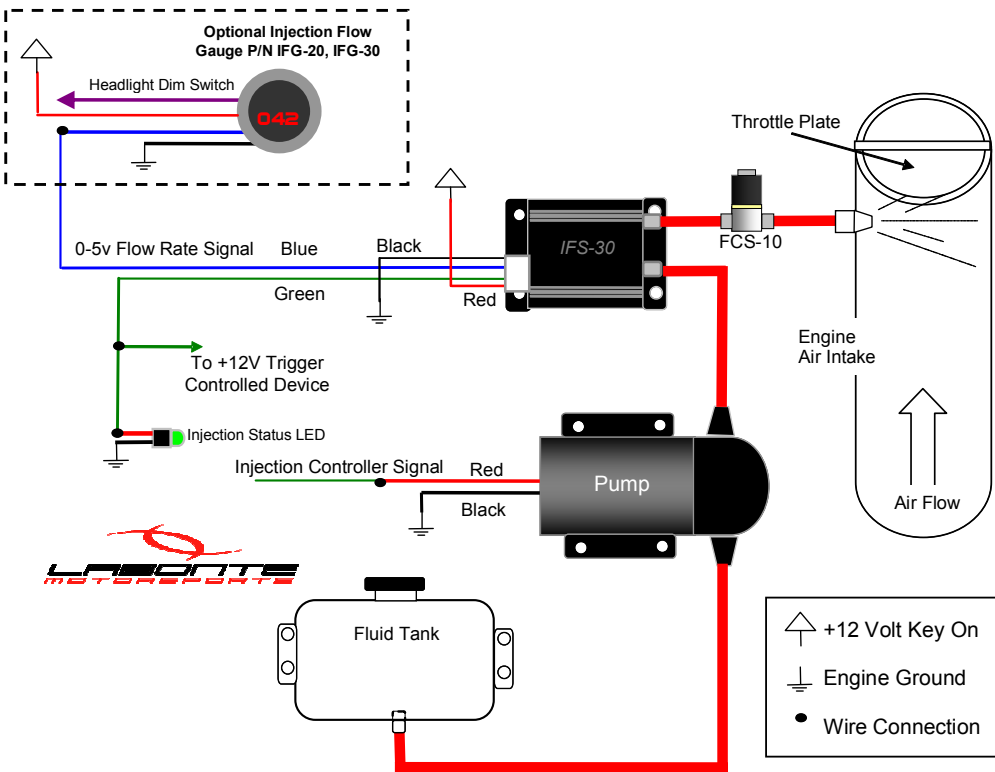 Optional Injection Flow
Gauge P/N IFG-20, IFG-30
Headlight Dim Switch
042
Throttle Plate
FCS-10
IFS-30
0-5v Flow Rate Signal
Blue
Black
Green
Red
To +12V Trigger
Controlled Device
Engine
Air Intake
Injection Status LED
Injection Controller Signal
Red
Black
Pump
Air Flow
LABONTE
MOTORSPORTS
Fluid Tank
+12 Volt Key On
Engine Ground
Wire Connection